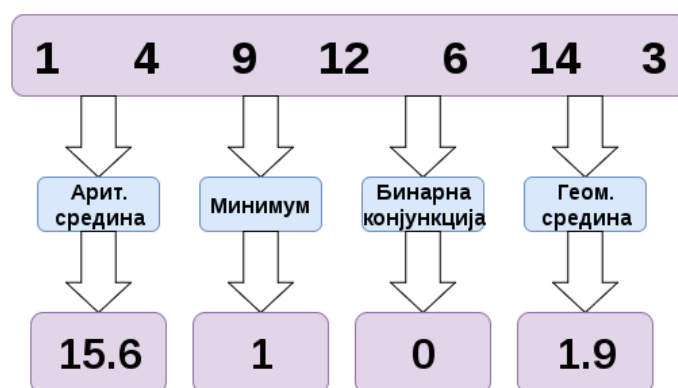 1 4 9 12 6 14 3
Арит.
средина
Минимум
Бинарна
конјункција
Геом.
средина
15.6 1 0 1.9